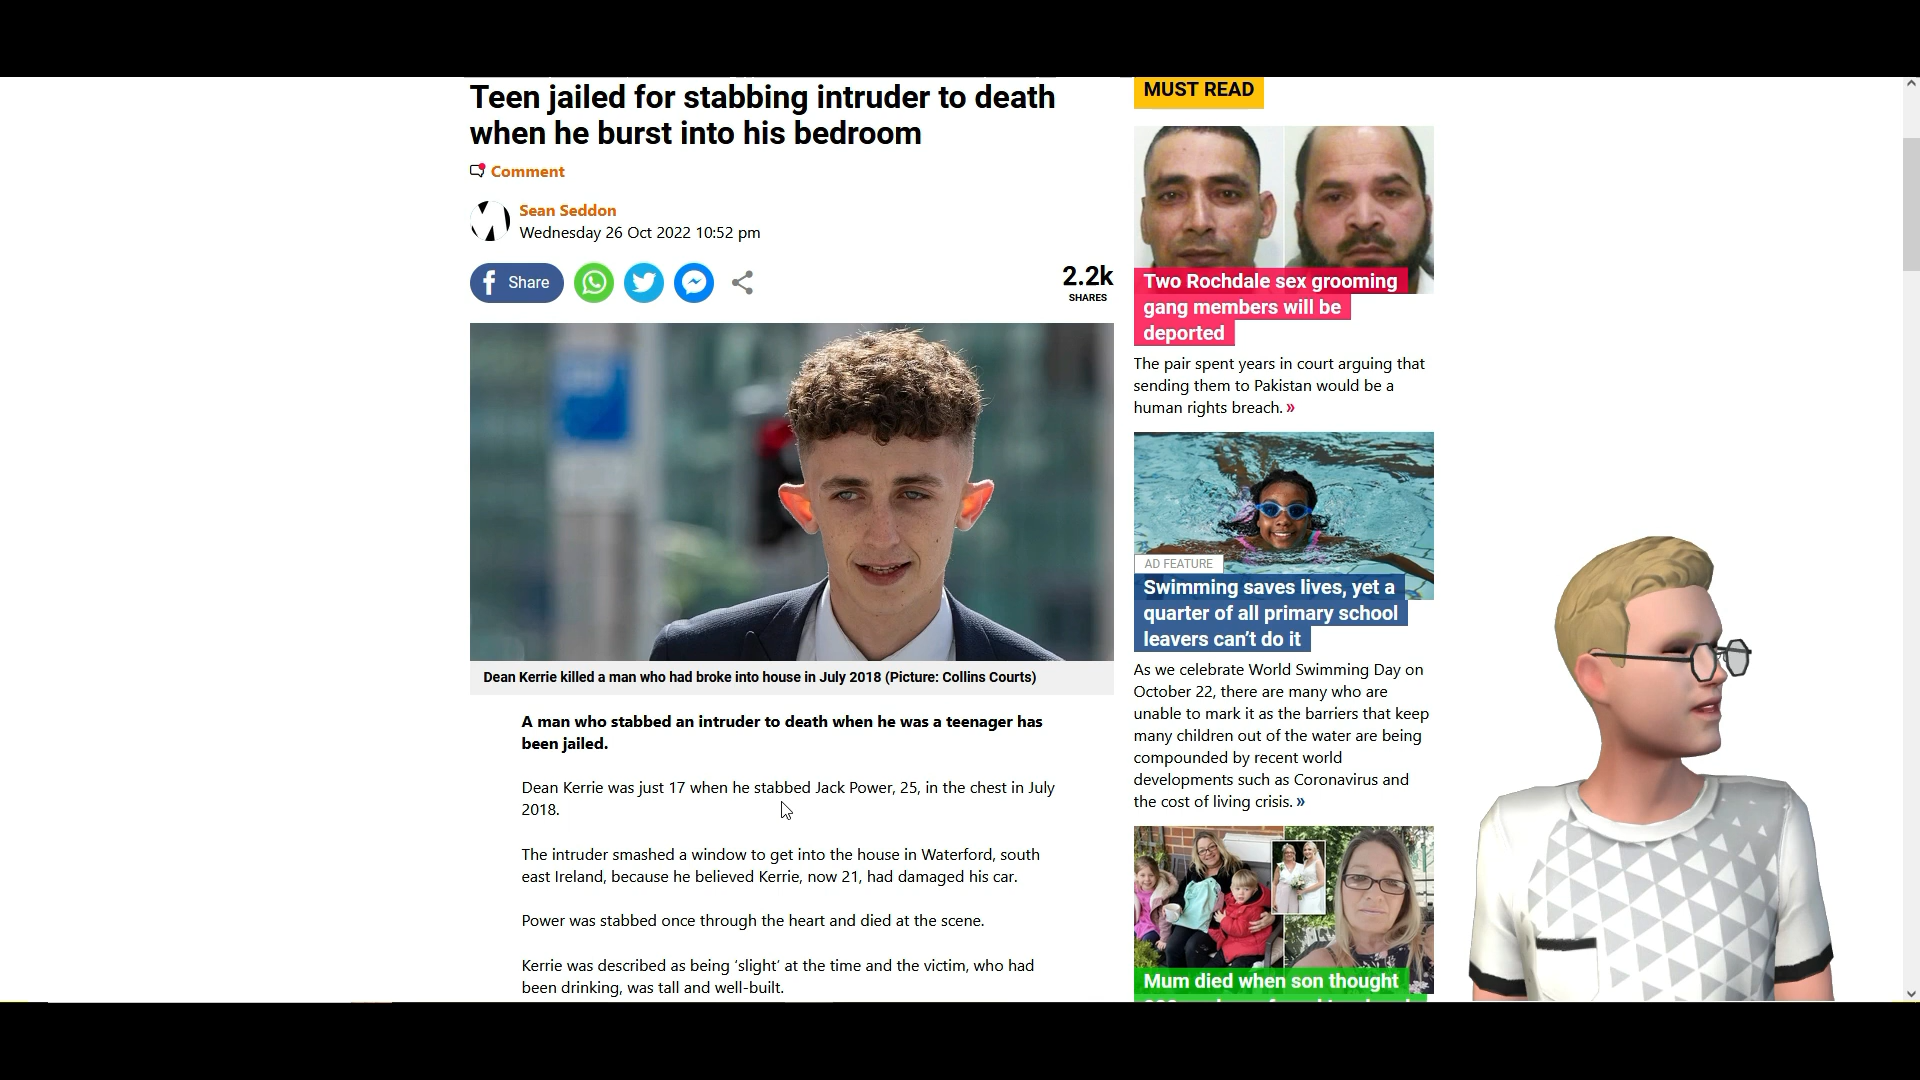 Teen jailed for stabbing intruder to death
when he burst into his bedroom
Comment
Sean Seddon
Wednesday 26 Oct 2022 10:52 pm
Share
2.2k
SHARES
Dean Kerrie killed a man who had broke into house in July 2018 (Picture: Collins Courts)
A man who stabbed an intruder to death when he was a teenager has
been jailed.
Dean Kerrie was just 17 when he stabbed Jack Power, 25, in the chest in July
2018.
The intruder smashed a window to get into the house in Waterford, south
east Ireland, because he believed Kerrie, now 21, had damaged his car.
Power was stabbed once through the heart and died at the scene.
Kerrie was described as being ‘slight’ at the time and the victim, who had
been drinking, was tall and well-built.
MUST READ
Two Rochdale sex grooming
gang members will be
deported
The pair spent years in court arguing that
sending them to Pakistan would be a
human rights breach. »
AD FEATURE
Swimming saves lives, yet a
quarter of all primary school
leavers can’t do it
As we celebrate World Swimming Day on
October 22, there are many who are
unable to mark it as the barriers that keep
many children out of the water are being
compounded by recent world
developments such as Coronavirus and
the cost of living crisis. »
Mum died when son thought